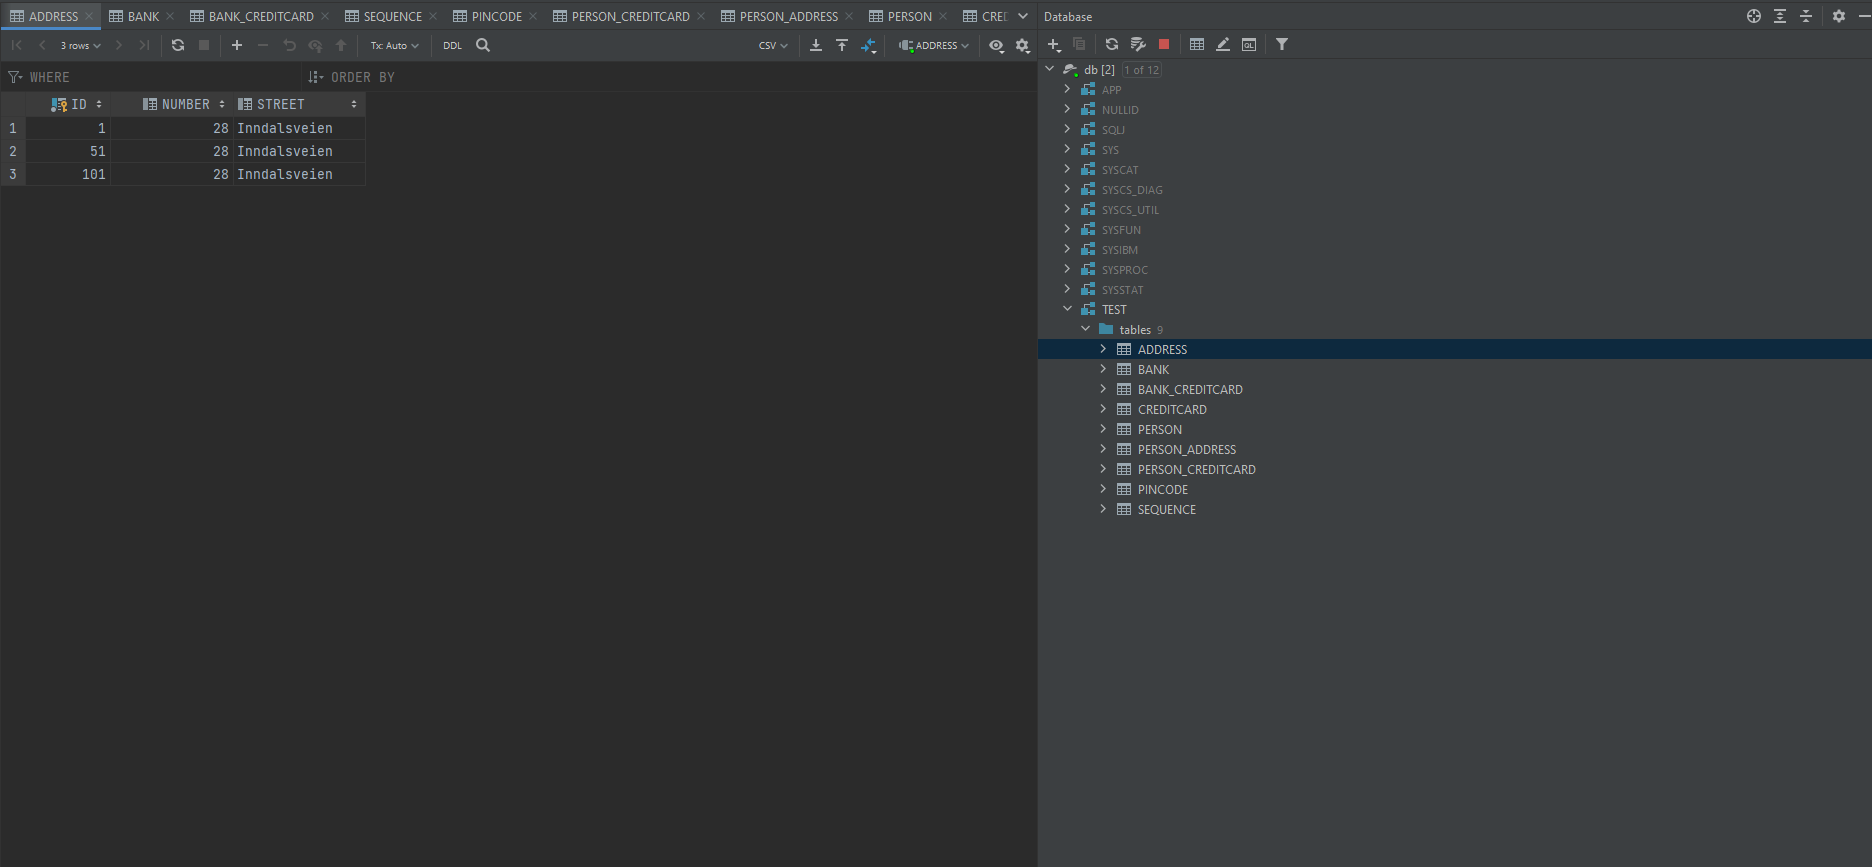 ADDRESS BANK BANK_CREDITCARD SEQUENCE PINCODE PERSON_CREDITCARD PERSON_ADDRESS PERSON CRED
3 rows Tx: Auto DDL CSV ADDRESS
WHERE ORDER BY
ID NUMBER STREET
1 1 28 Inndalsveien
2 51 28 Inndalsveien
3 101 28 Inndalsveien
Database
QL
db [2] 1 of 12
APP
NULLID
SQLJ
SYS
SYSCAT
SYSCS_DIAG
SYSCS_UTIL
SYSFUN
SYSIBM
SYSPROC
SYSSTAT
TEST
tables 9
ADDRESS
BANK
BANK_CREDITCARD
CREDITCARD
PERSON
PERSON_ADDRESS
PERSON_CREDITCARD
PINCODE
SEQUENCE